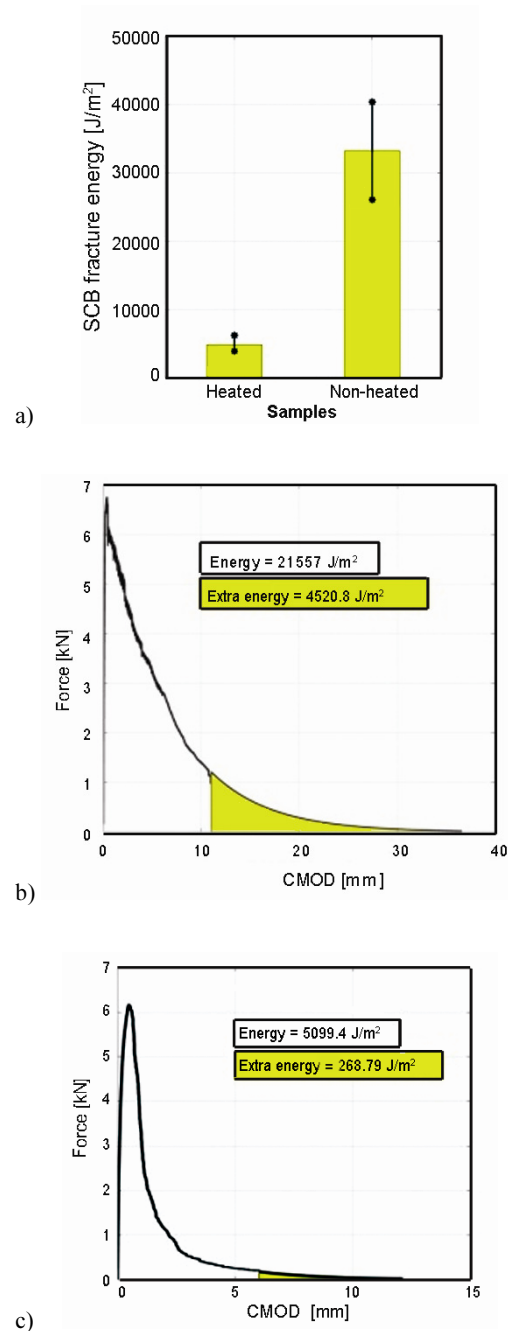 50000
40000
30000
20000
10000
0
SCB fracture energy [J/m²]
Heated Non-heated
Samples
a)
7
6
5
4
3
2
1
0
Force [kN]
Energy = 21557 J/m²
Extra energy = 4520.8 J/m²
0 10 20 30 40
CMOD [mm]
b)
7
6
5
4
3
2
1
0
Force [kN]
Energy = 5099.4 J/m²
Extra energy = 268.79 J/m²
0 5 10 15
CMOD [mm]
c)